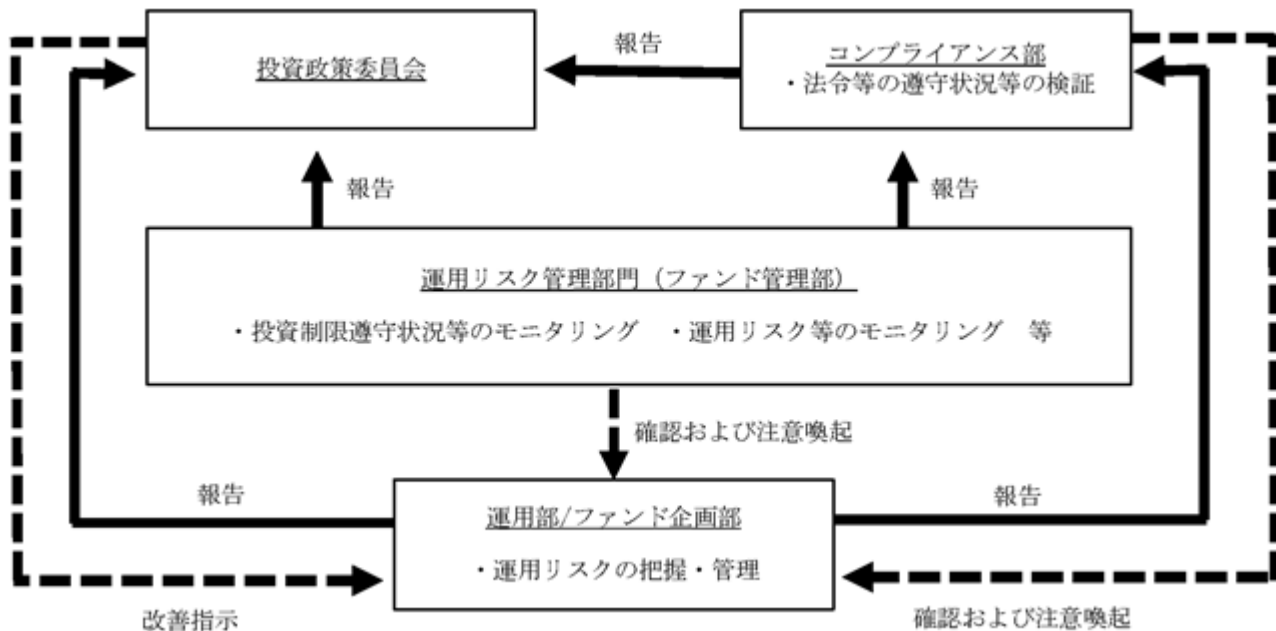 報告
投資政策委員会
コンプライアンス部
・法令等の遵守状況等の検証
報告
報告
運用リスク管理部門（ファンド管理部）
・投資制限遵守状況等のモニタリング　・運用リスク等のモニタリング　等
確認および注意喚起
報告
報告
運用部/ファンド企画部
・運用リスクの把握・管理
改善指示
確認および注意喚起